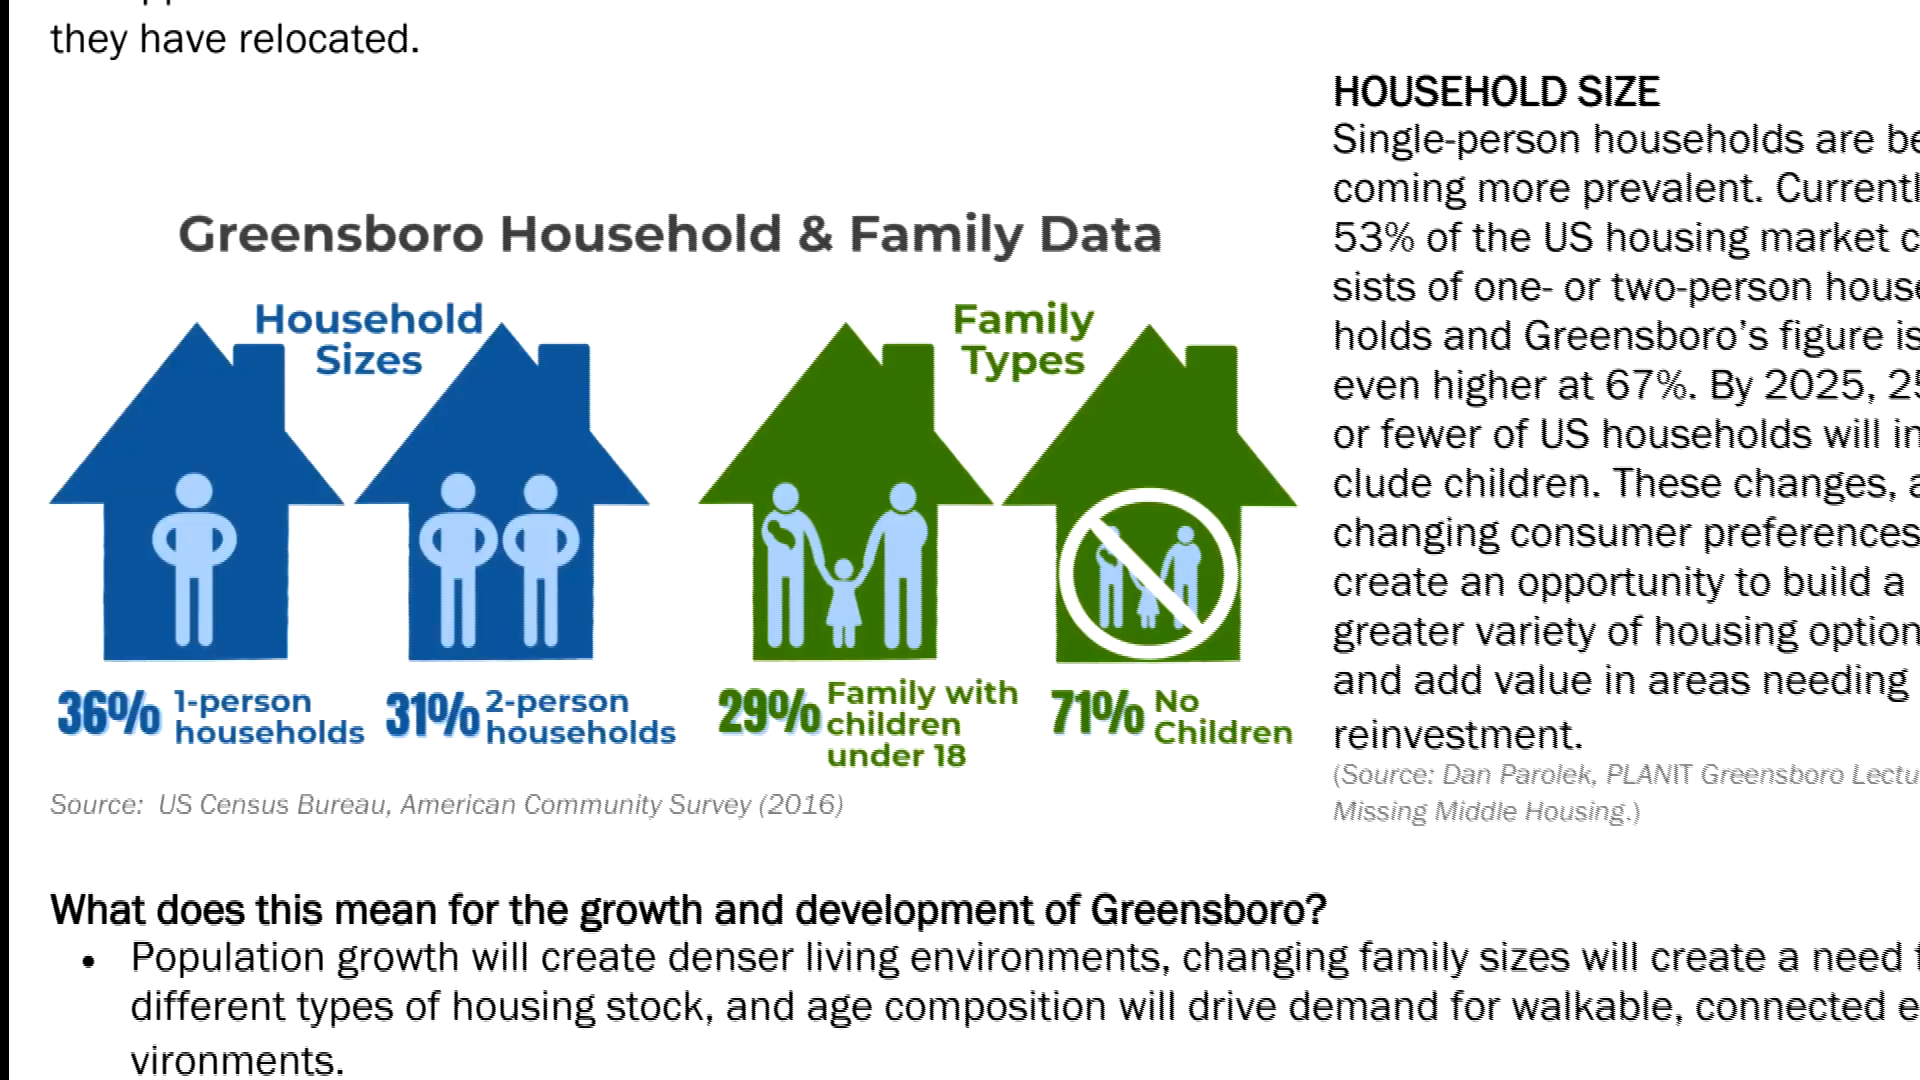 they have relocated.
Greensboro Household & Family Data
Household
Sizes
Family
Types
36% 1-person
households
31% 2-person
households
29% Family with
children
under 18
71% No
Children
Source: US Census Bureau, American Community Survey (2016)
HOUSEHOLD SIZE
Single-person households are be
coming more prevalent. Currentl
53% of the US housing market c
sists of one- or two-person house
holds and Greensboro's figure is
even higher at 67%. By 2025, 25
or fewer of US households will in
clude children. These changes, a
changing consumer preferences
create an opportunity to build a
greater variety of housing option
and add value in areas needing
reinvestment.
(Source: Dan Parolek, PLANIT Greensboro Lectu
Missing Middle Housing.)
What does this mean for the growth and development of Greensboro?
• Population growth will create denser living environments, changing family sizes will create a need
different types of housing stock, and age composition will drive demand for walkable, connected e
vironments.